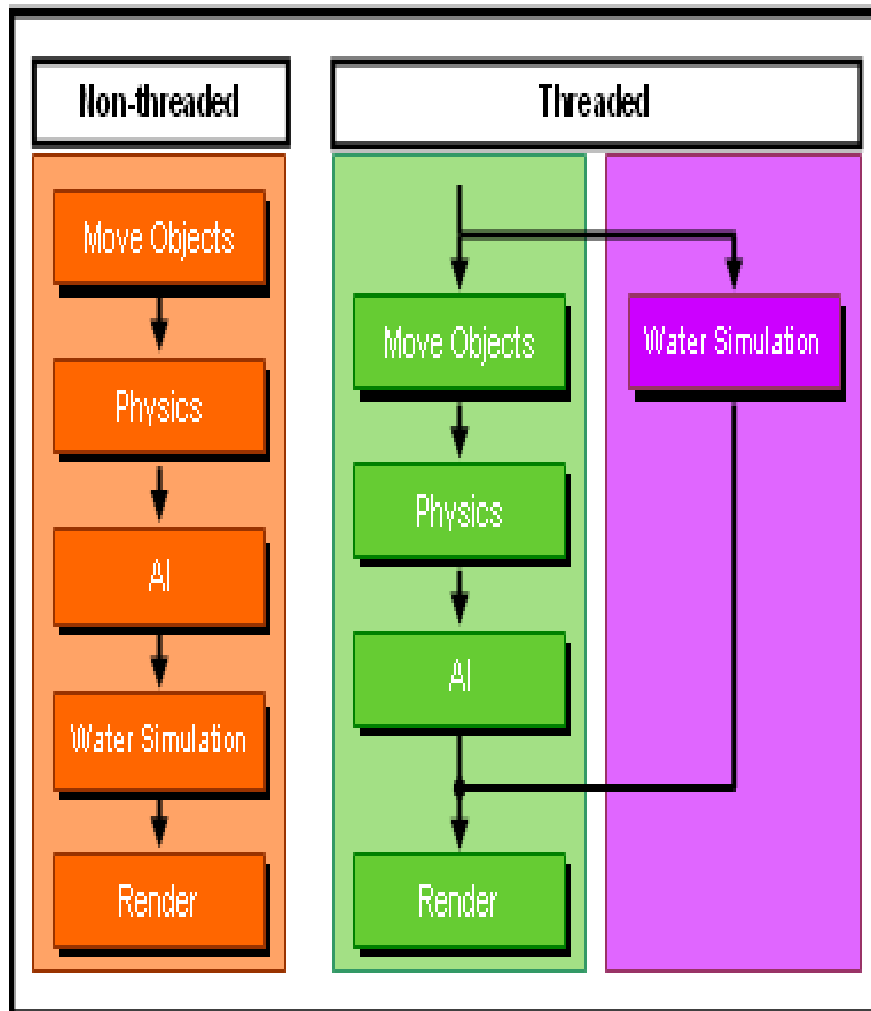 Non-threaded
Threaded
Move Objects
Physics
AI
Water Simulation
Render
Move Objects
Physics
AI
Render
Water Simulation